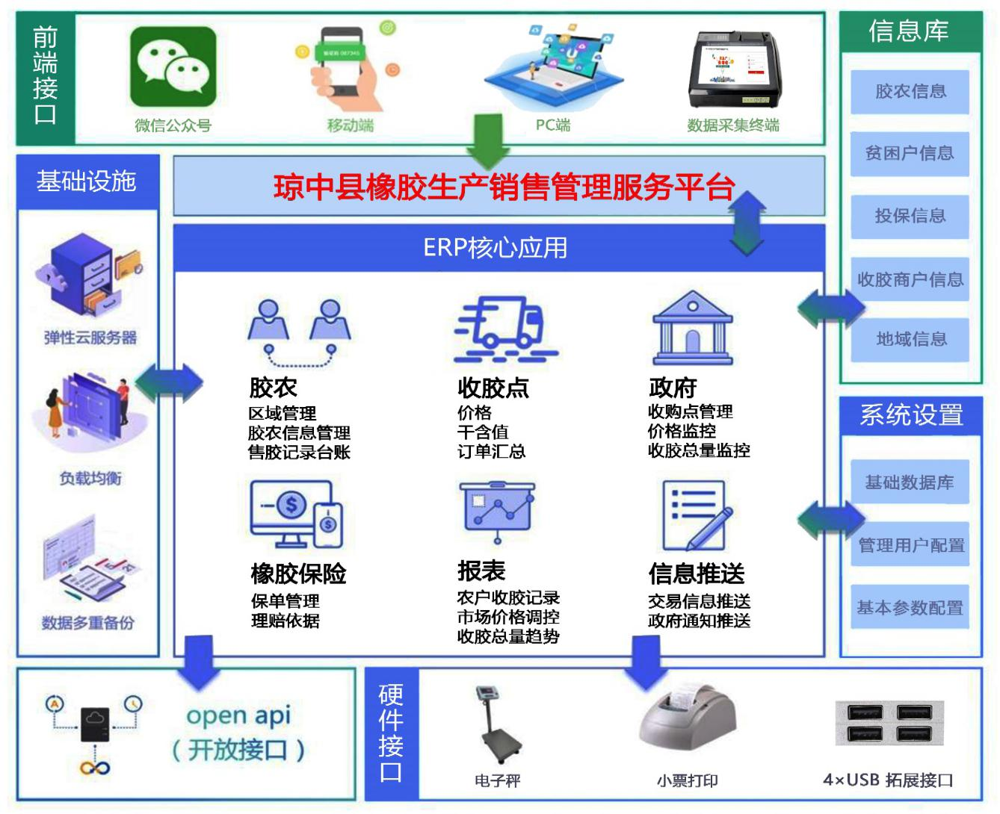 前端接口
微信公众号
移动端
PC端
数据采集终端
信息库
胶农信息
贫困户信息
投保信息
收胶商户信息
地域信息
基础设施
弹性云服务器
负载均衡
数据多重备份
琼中县橡胶生产销售管理服务平台
ERP核心应用
胶农
区域管理
胶农信息管理
售胶记录台账
收胶点
价格
干含值
订单汇总
政府
收购点管理
价格监控
收胶总量监控
橡胶保险
保单管理
理赔依据
报表
农户收胶记录
市场价格调控
收胶总量趋势
信息推送
交易信息推送
政府通知推送
系统设置
基础数据库
管理用户配置
基本参数配置
open api
（开放接口）
硬件接口
电子秤
小票打印
4×USB 拓展接口